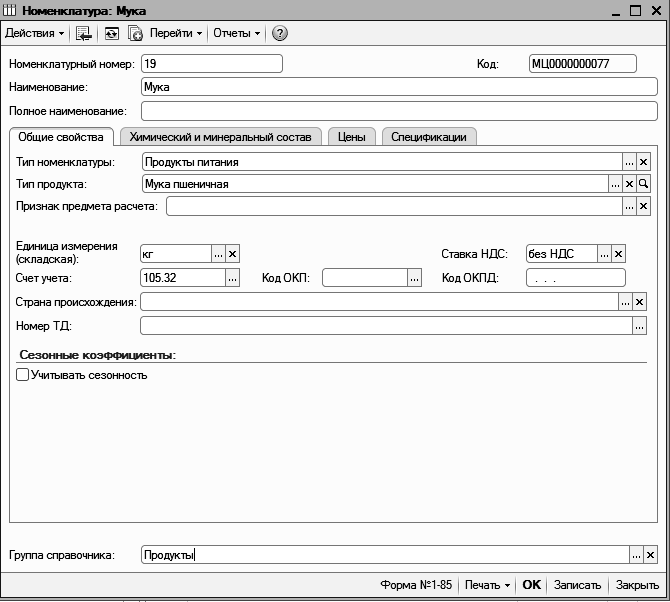 Номенклатура: Мука
Действия Перейти Отчеты ?
Номенклатурный номер: 19 Код: МЦ0000000077
Наименование: Мука
Полное наименование:
Общие свойства Химический и минеральный состав Цены Спецификации
Тип номенклатуры: Продукты питания ...
Тип продукта: Мука пшеничная ...
Признак предмета расчета: ...
Единица измерения
(складская): кг ... Ставка НДС: без НДС ...
Счет учета: 105.32 ... Код ОКП: ... Код ОКПД: . . .
Страна происхождения: ...
Номер ТД: ...
Сезонные коэффициенты:
Учитывать сезонность
Группа справочника: Продукты ...
Форма №1-85 Печать OK Записать Закрыть